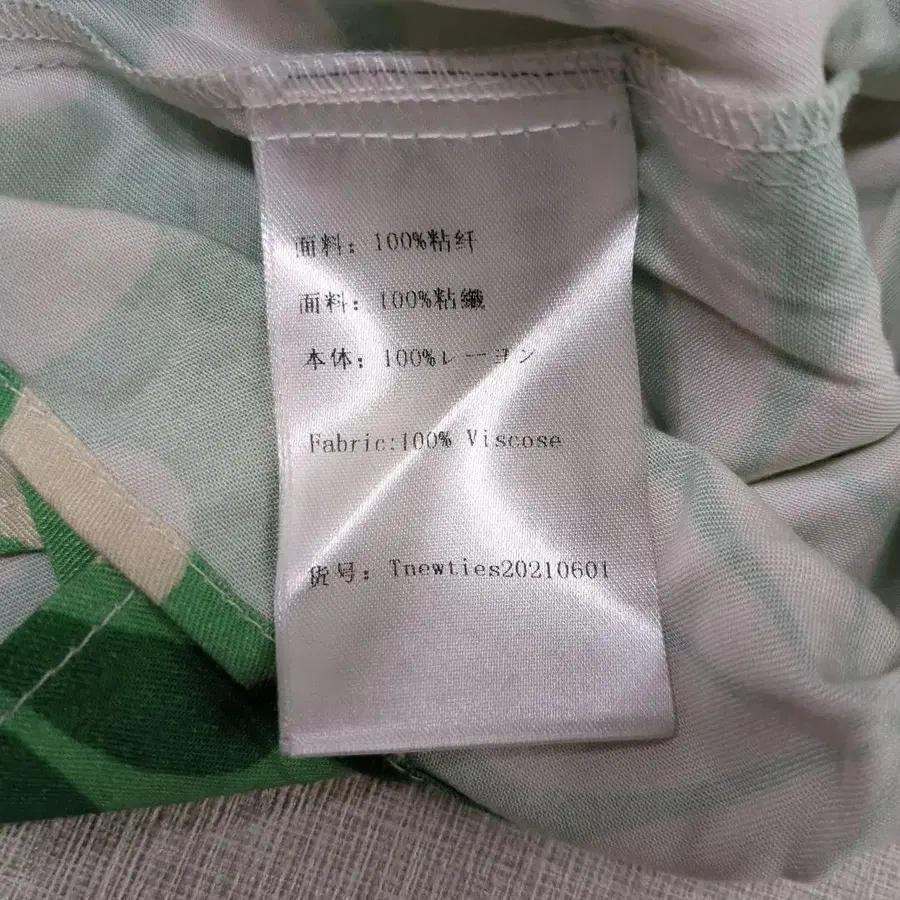 面料：100%粘纤
面料：100%粘纖
本体：100%レーヨン
Fabric:100% Viscose
货号：Tnewties20210601